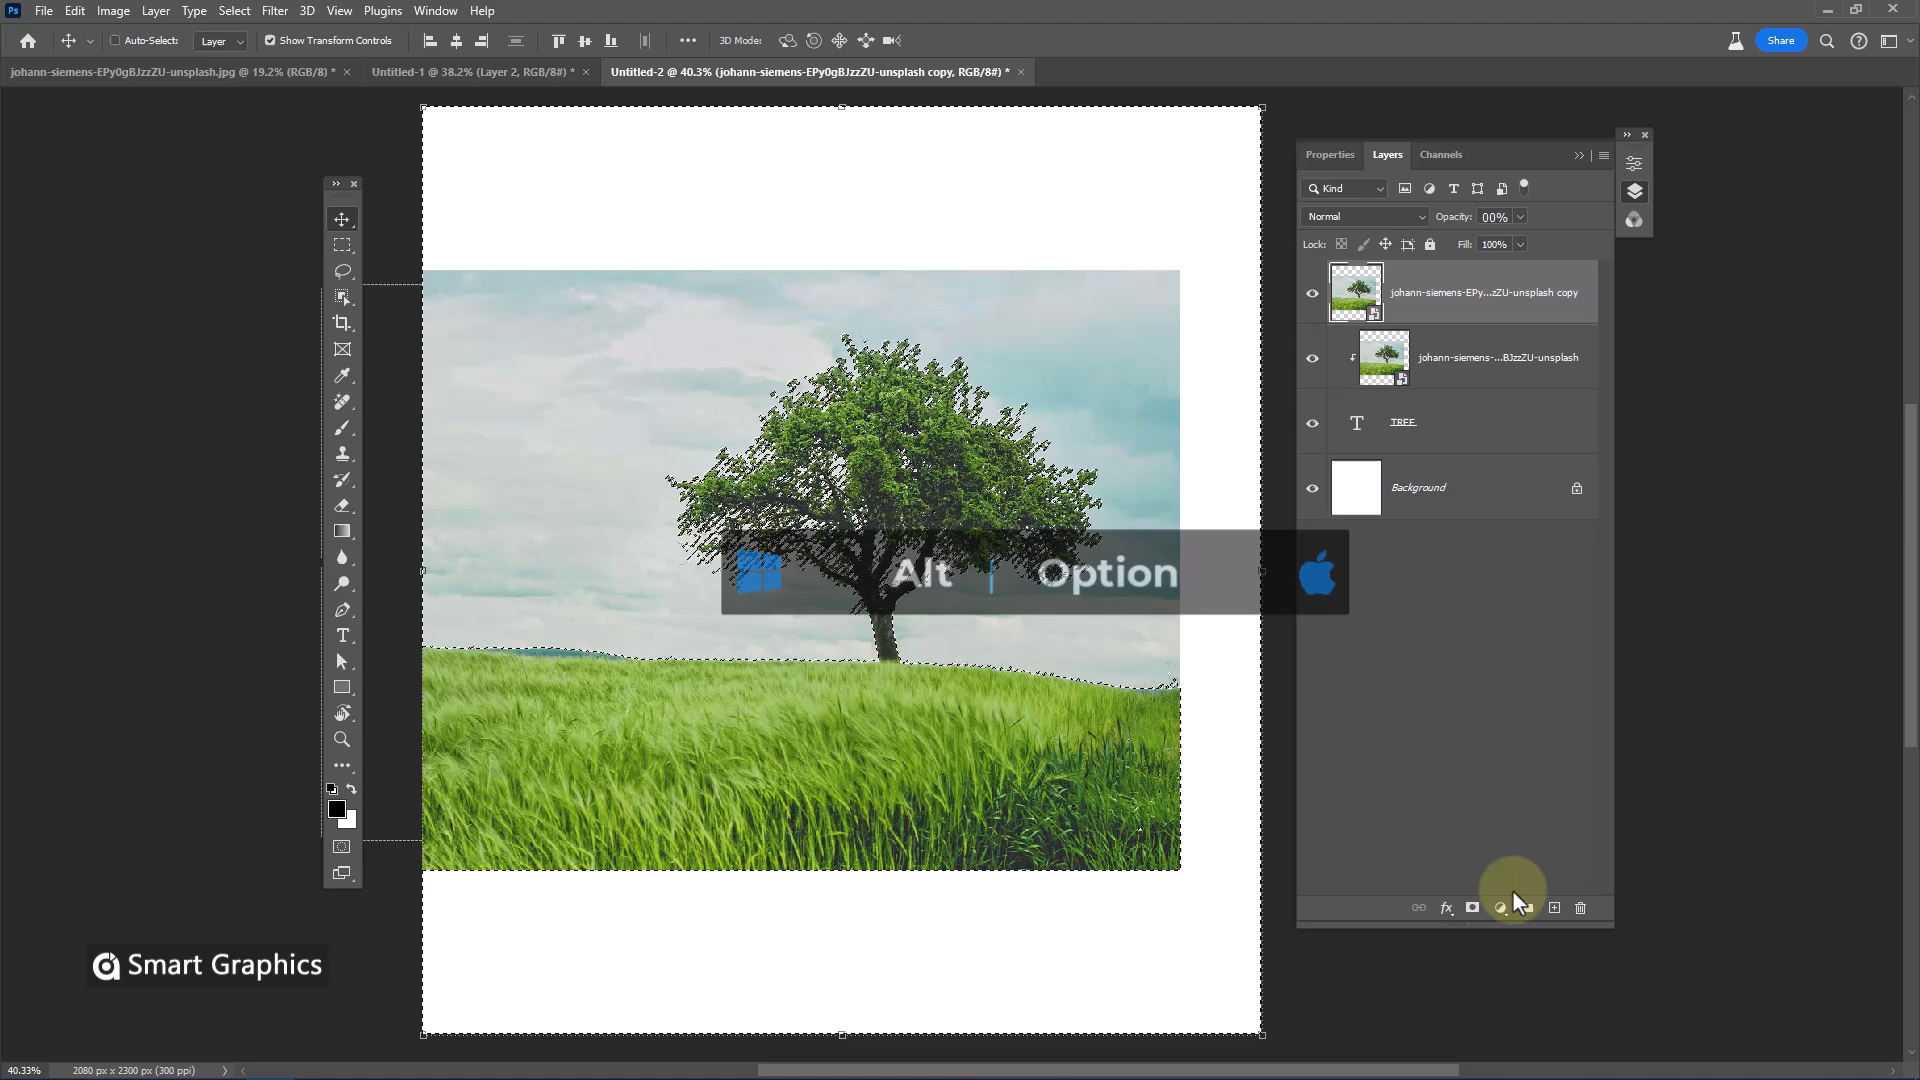 Ps File Edit Image Layer Type Select Filter 3D View Plugins Window Help
Auto-Select: Layer Show Transform Controls 3D Mode: Share
johann-siemens-EPy0gBJzzZU-unsplash.jpg @ 19.2% (RGB/8) * Untitled-1 @ 38.2% (Layer 2, RGB/8#) * Untitled-2 @ 40.3% (johann-siemens-EPy0gBJzzZU-unsplash copy, RGB/8#) *
Properties Layers Channels
Kind
Normal Opacity: 00%
Lock: Fill: 100%
johann-siemens-EPy...zZU-unsplash copy
johann-siemens-...BJzzZU-unsplash
T TREE
Background
Alt | Option
fx
Smart Graphics
40.33% 2080 px x 2300 px (300 ppi)